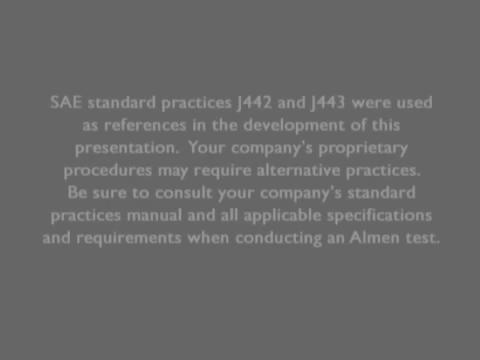 SAE standard practices J442 and J443 were used
as references in the development of this
presentation. Your company's proprietary
procedures may require alternative practices.
Be sure to consult your company's standard
practices manual and all applicable specifications
and requirements when conducting an Almen test.